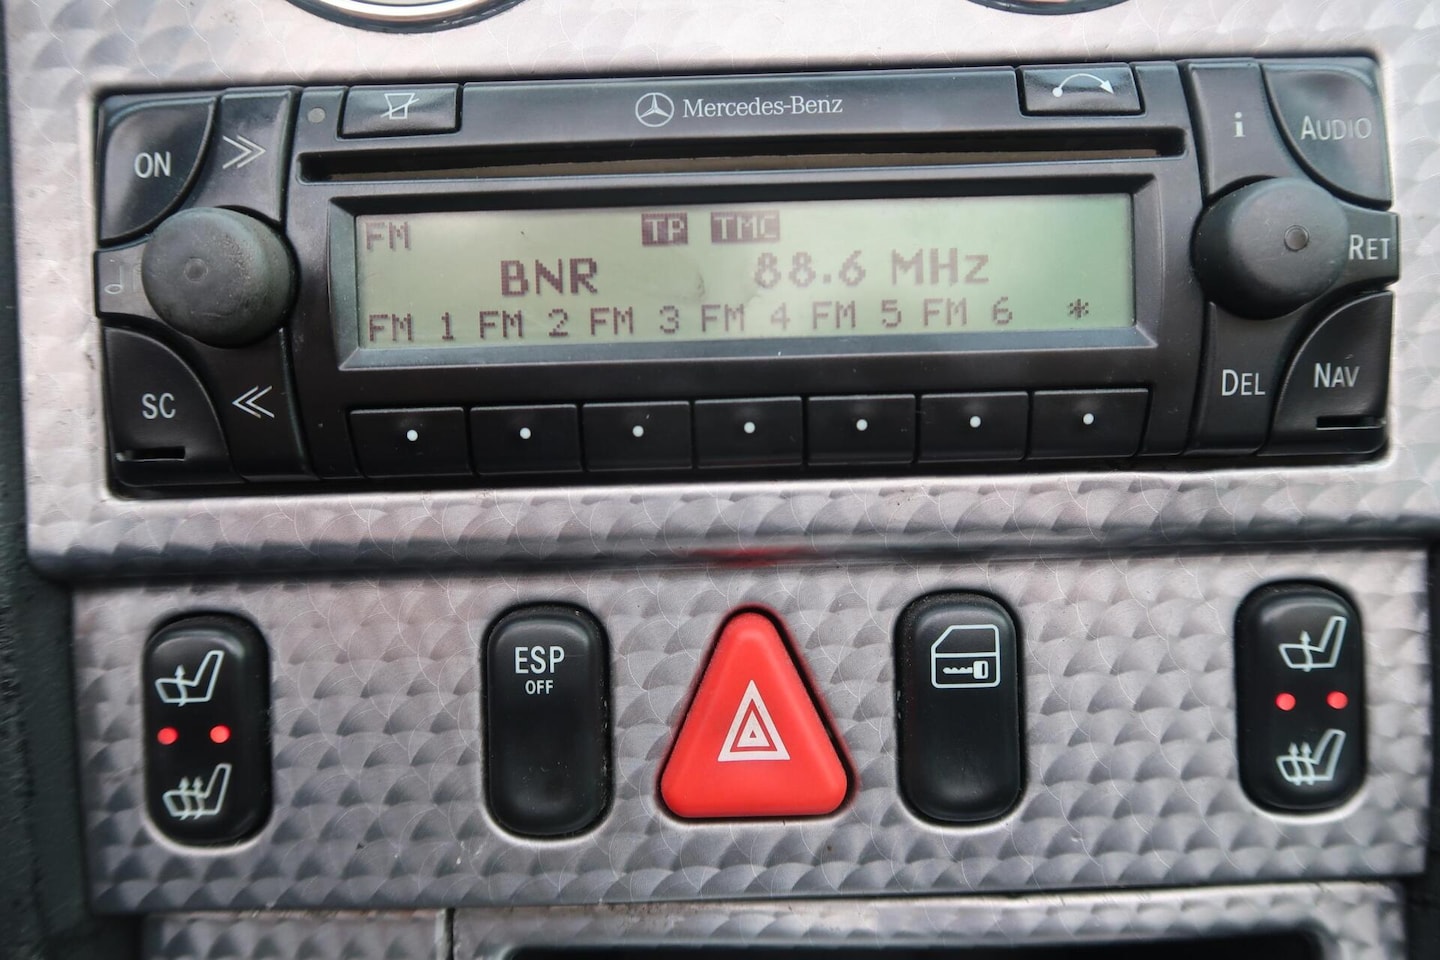 Mercedes-Benz
ON
i
AUDIO
FM TP TMC
BNR 88.6 MHz
FM 1 FM 2 FM 3 FM 4 FM 5 FM 6 *
RET
SC
DEL
NAV
ESP
OFF